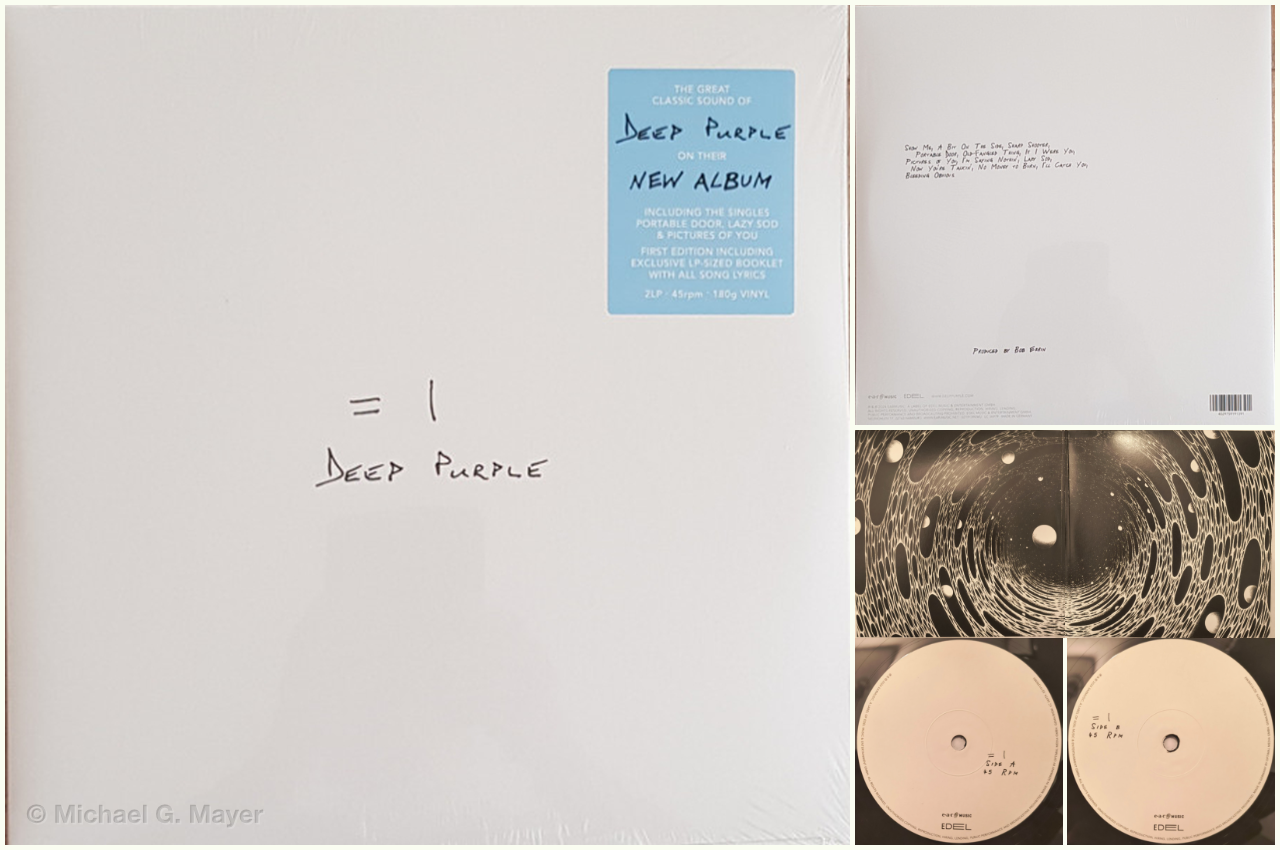 THE GREAT
CLASSIC SOUND OF
DEEP PURPLE
ON THEIR
NEW ALBUM
INCLUDING THE SINGLES
PORTABLE DOOR, LAZY SOD
& PICTURES OF YOU
FIRST EDITION INCLUDING
EXCLUSIVE LP-SIZED BOOKLET
WITH ALL SONG LYRICS
2LP · 45rpm · 180g VINYL
= 1
DEEP PURPLE
© Michael G. Mayer
SHOW ME, A BIT ON THE SIDE, SHARP SHOOTER,
PORTABLE DOOR, OLD-FANGLED THING, IF I WERE YOU,
PICTURES OF YOU, I'M SAYING NOTHIN', LAZY SOD,
NOW YOU'RE TALKIN', NO MONEY TO BURN, I'LL CATCH YOU,
BLEEDING OBVIOUS
PRODUCED BY BOB EZRIN
EDEL
= 1
SIDE A
45 RPM
MUSIC
EDEL
= 1
SIDE B
45 RPM
MUSIC
EDEL